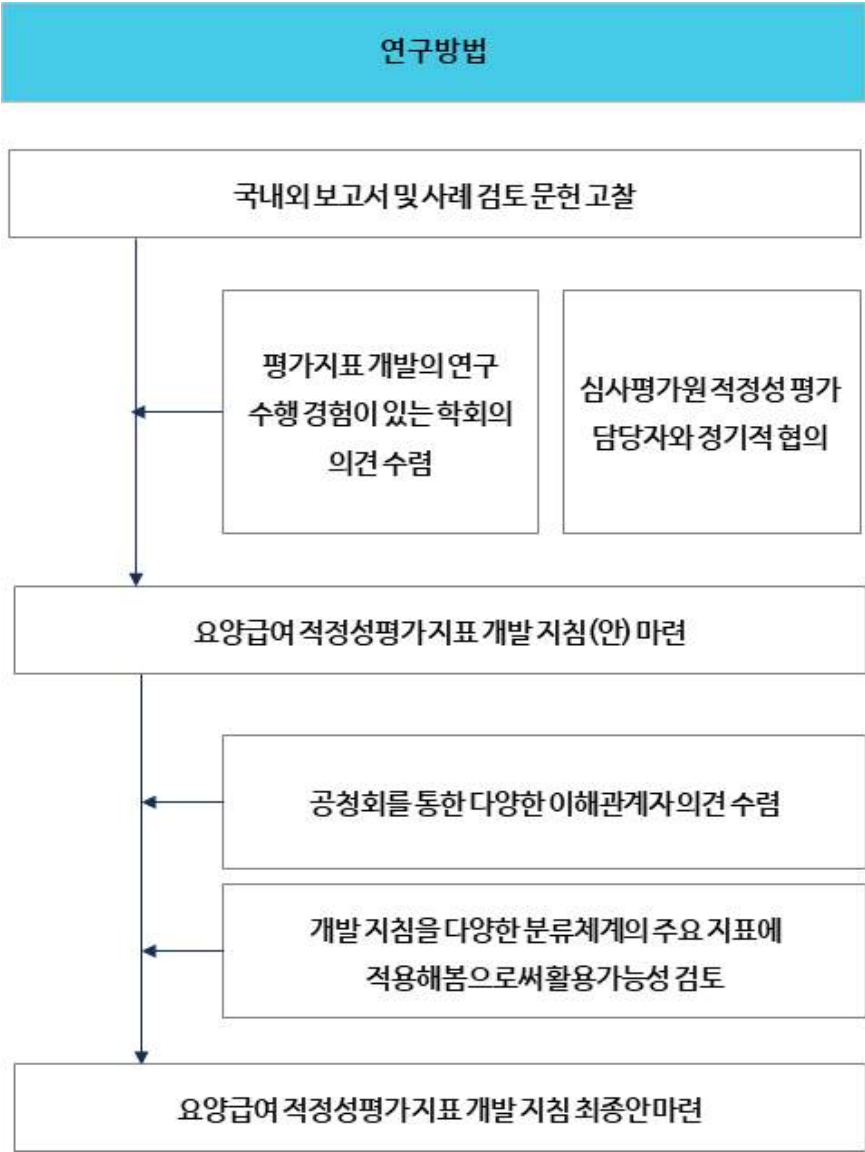 연구방법
국내외 보고서 및 사례 검토 문헌 고찰
평가지표 개발의 연구
수행 경험이 있는 학회의
의견 수렴
심사평가원 적정성 평가
담당자와 정기적 협의
요양급여 적정성평가지표 개발 지침(안) 마련
공청회를 통한 다양한 이해관계자 의견 수렴
개발 지침을 다양한 분류체계의 주요 지표에
적용해봄으로써 활용가능성 검토
요양급여 적정성평가지표 개발 지침 최종안 마련